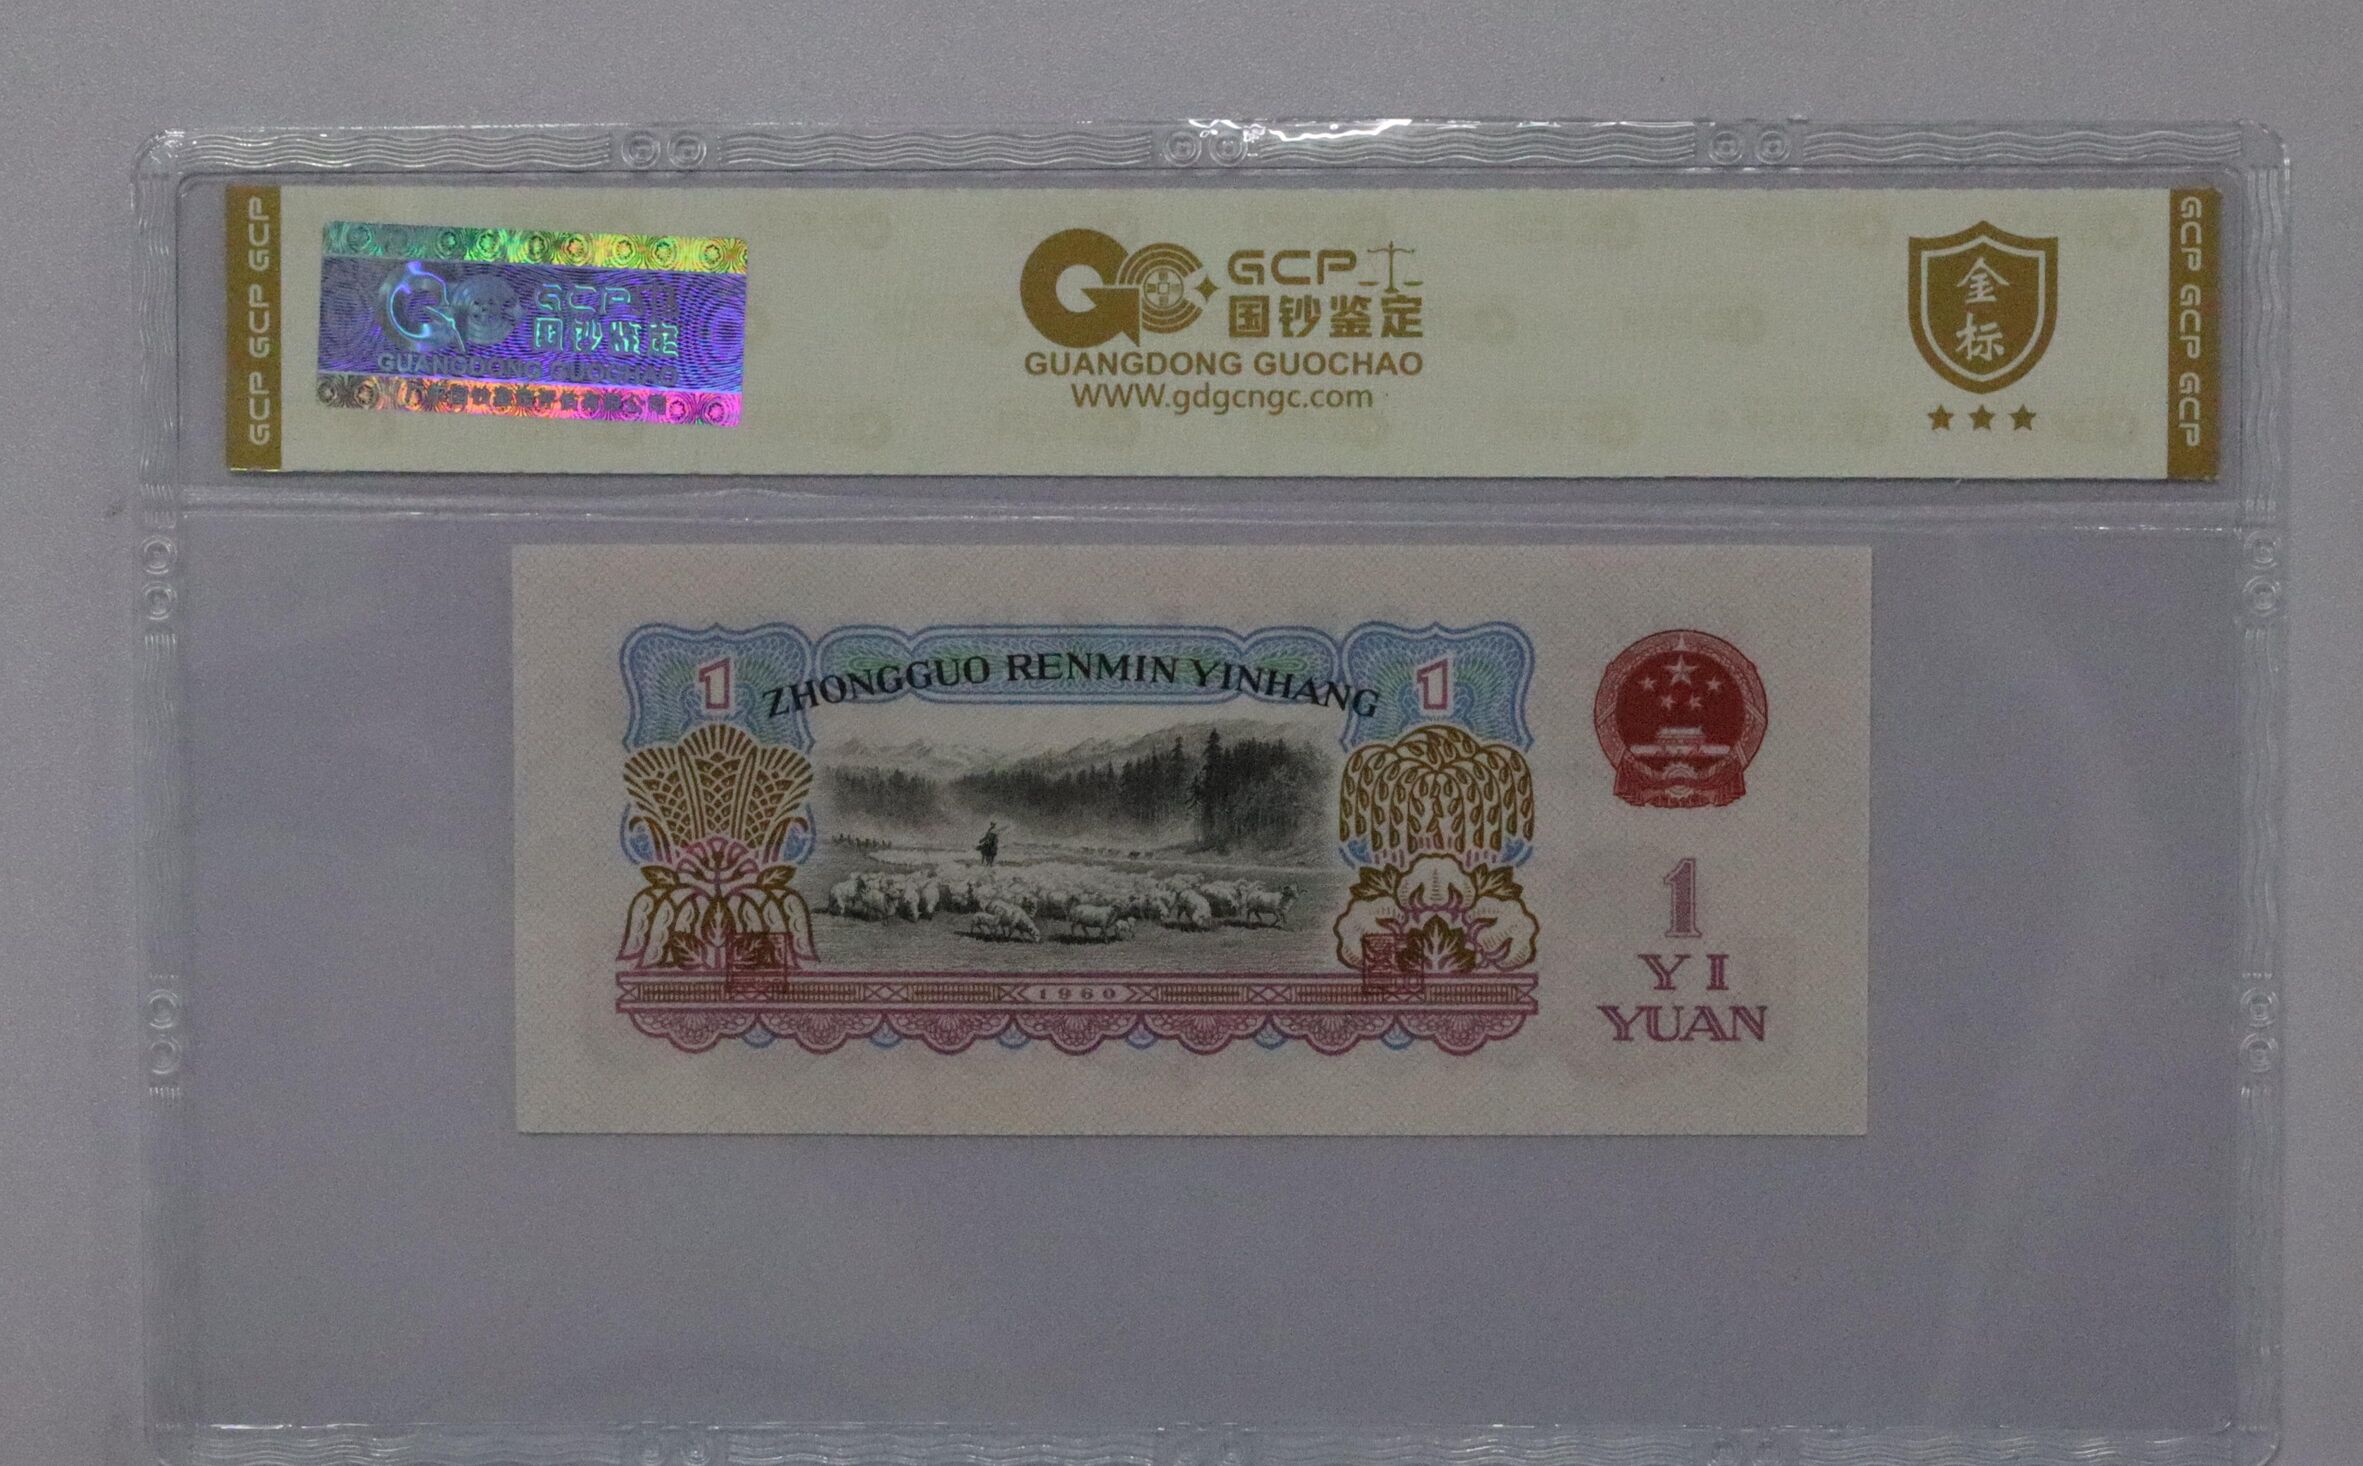 GCP GCP GCP
GCP
国钞鉴定
GUANGDONG GUOCHAO
GCP
国钞鉴定
GUANGDONG GUOCHAO
WWW.gdgcngc.com
金
标
GCP GCP GCP
ZHONGGUO RENMIN YINHANG
1
1
1960
1
YI
YUAN